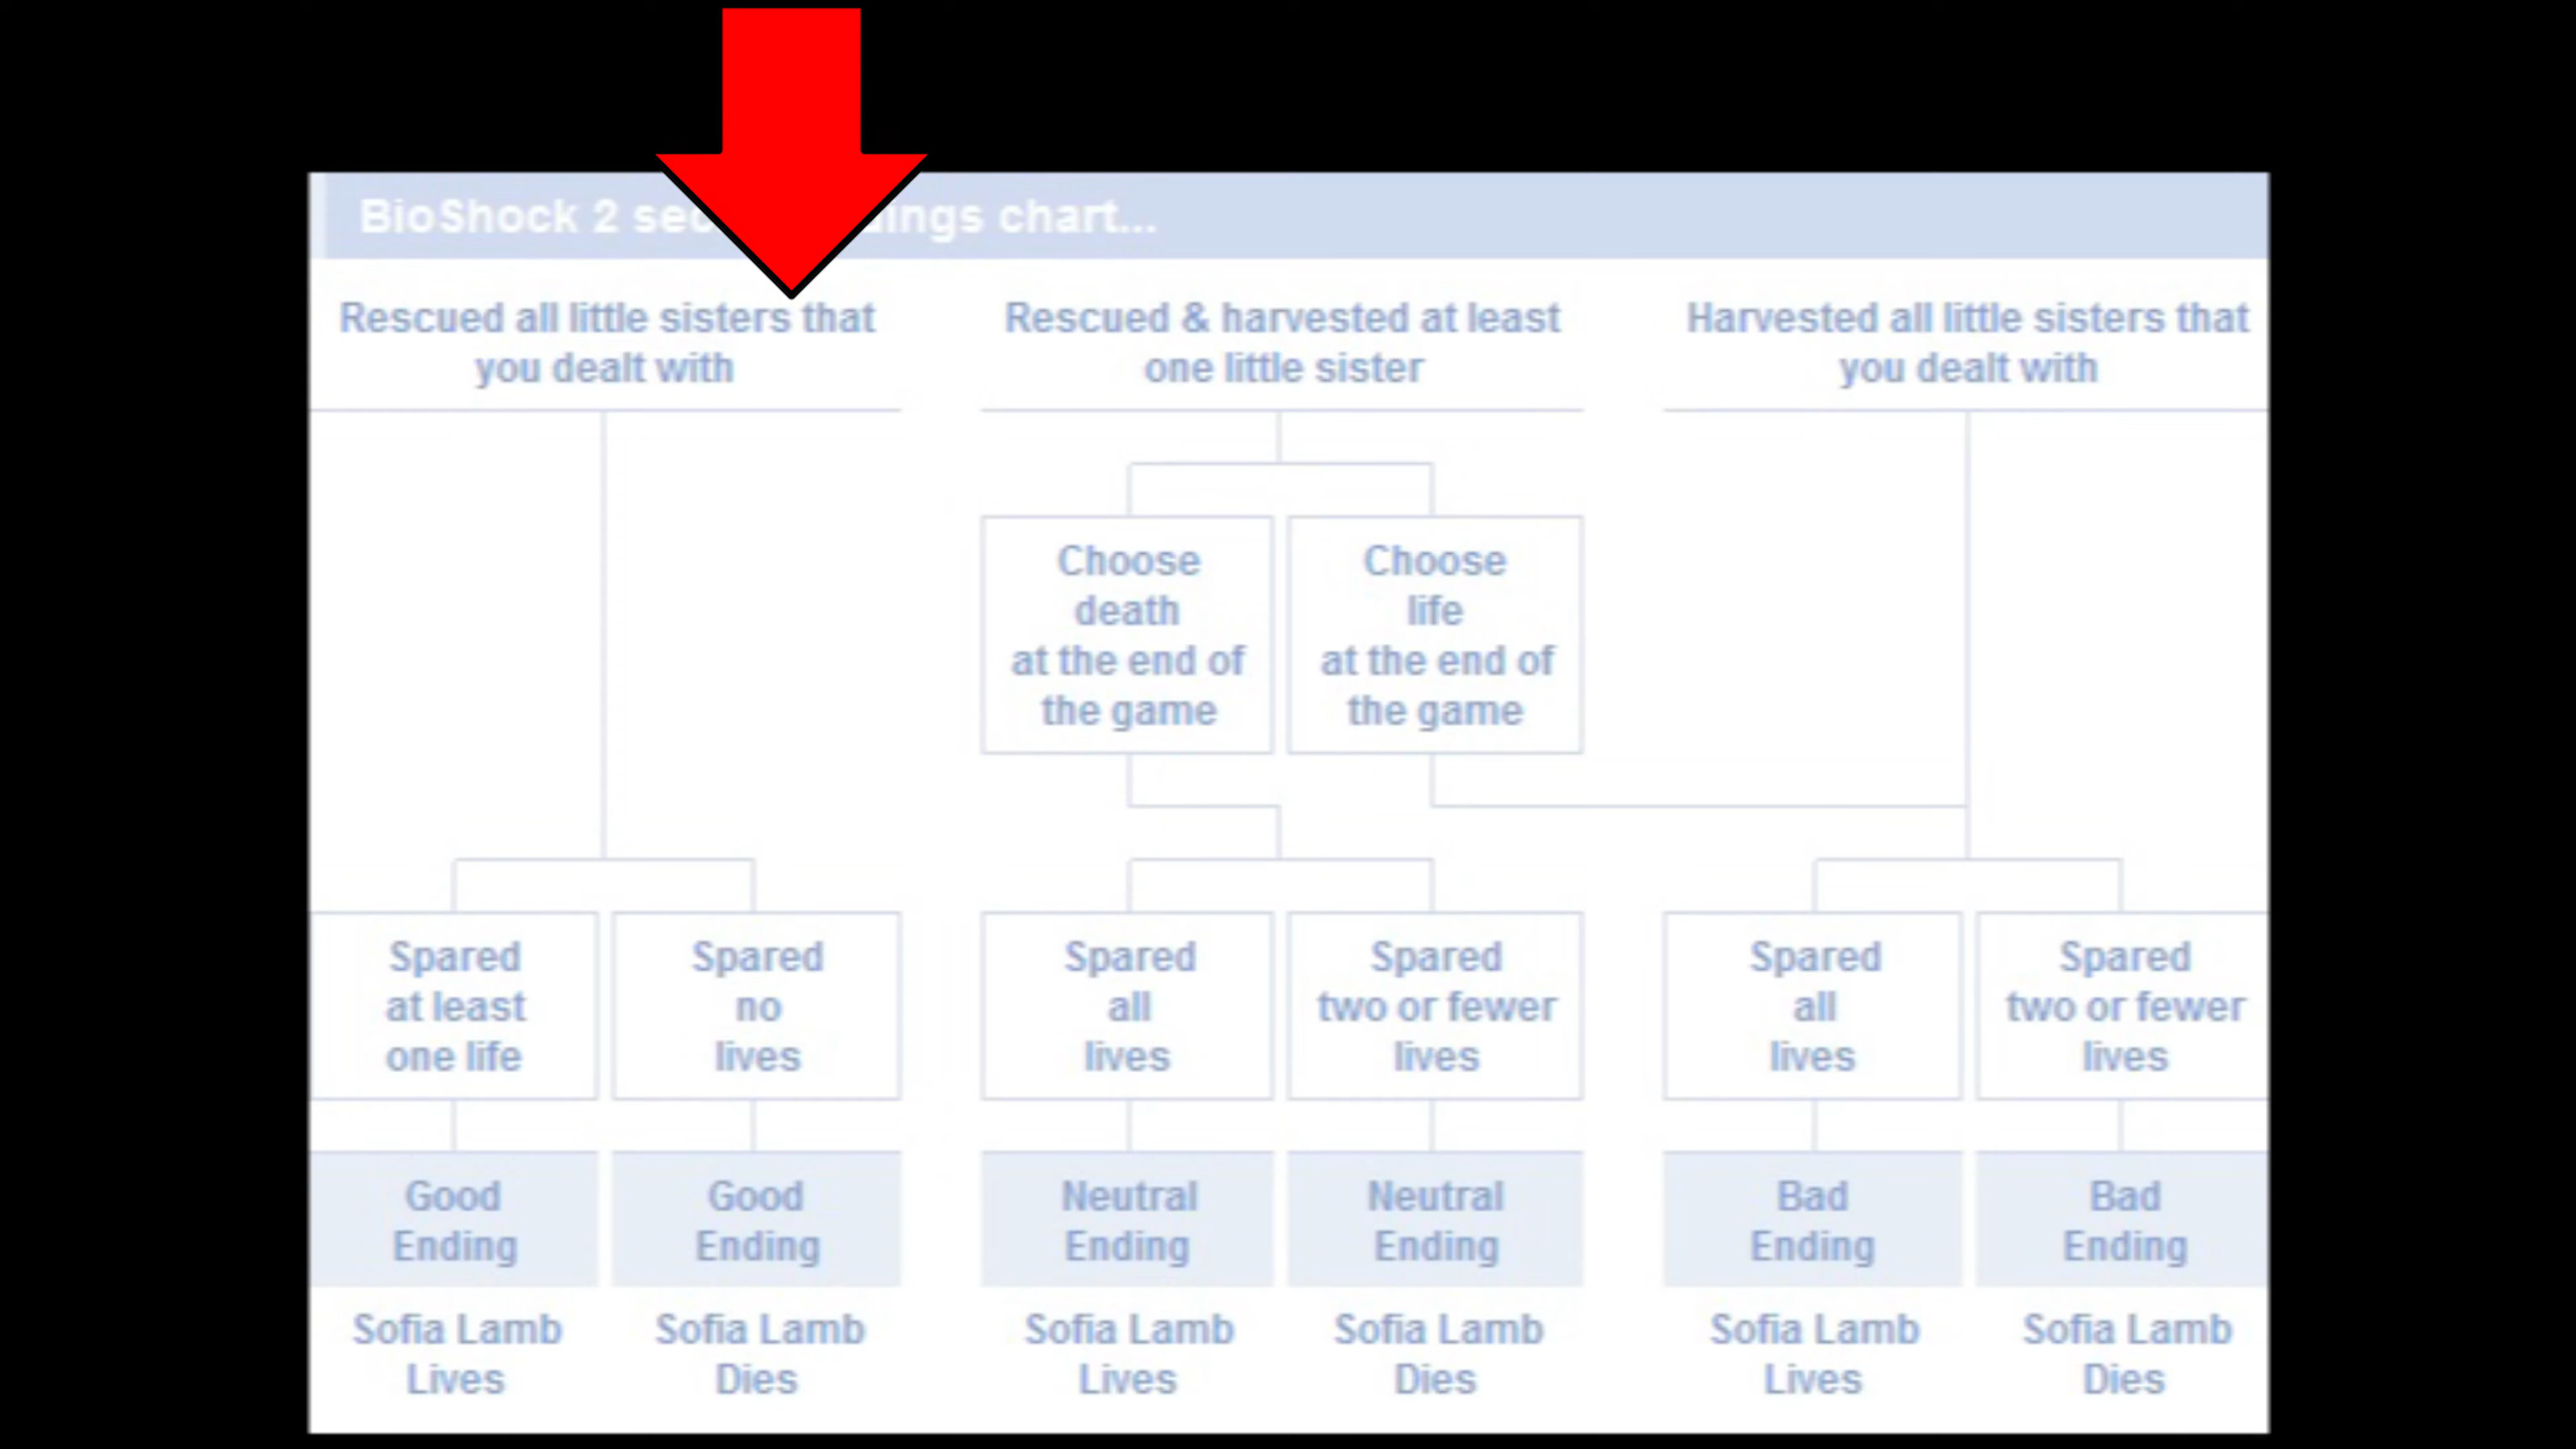 BioShock 2 ings chart...
Rescued all little sisters that
you dealt with
Rescued & harvested at least
one little sister
Harvested all little sisters that
you dealt with
Choose
death
at the end of
the game
Choose
life
at the end of
the game
Spared
at least
one life
Spared
no
lives
Spared
all
lives
Spared
two or fewer
lives
Spared
all
lives
Spared
two or fewer
lives
Good
Ending
Good
Ending
Neutral
Ending
Neutral
Ending
Bad
Ending
Bad
Ending
Sofia Lamb
Lives
Sofia Lamb
Dies
Sofia Lamb
Lives
Sofia Lamb
Dies
Sofia Lamb
Lives
Sofia Lamb
Dies